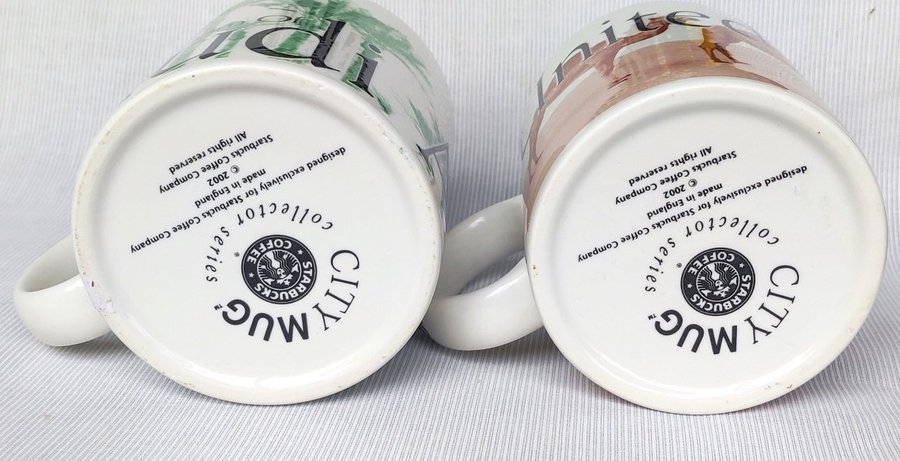 udi
CITY MUG™
STARBUCKS COFFEE ®
collector series
designed exclusively for Starbucks Coffee Company
made in England
© 2002
Starbucks Coffee Company
All rights reserved
United
CITY MUG™
STARBUCKS COFFEE ®
collector series
designed exclusively for Starbucks Coffee Company
made in England
© 2002
Starbucks Coffee Company
All rights reserved